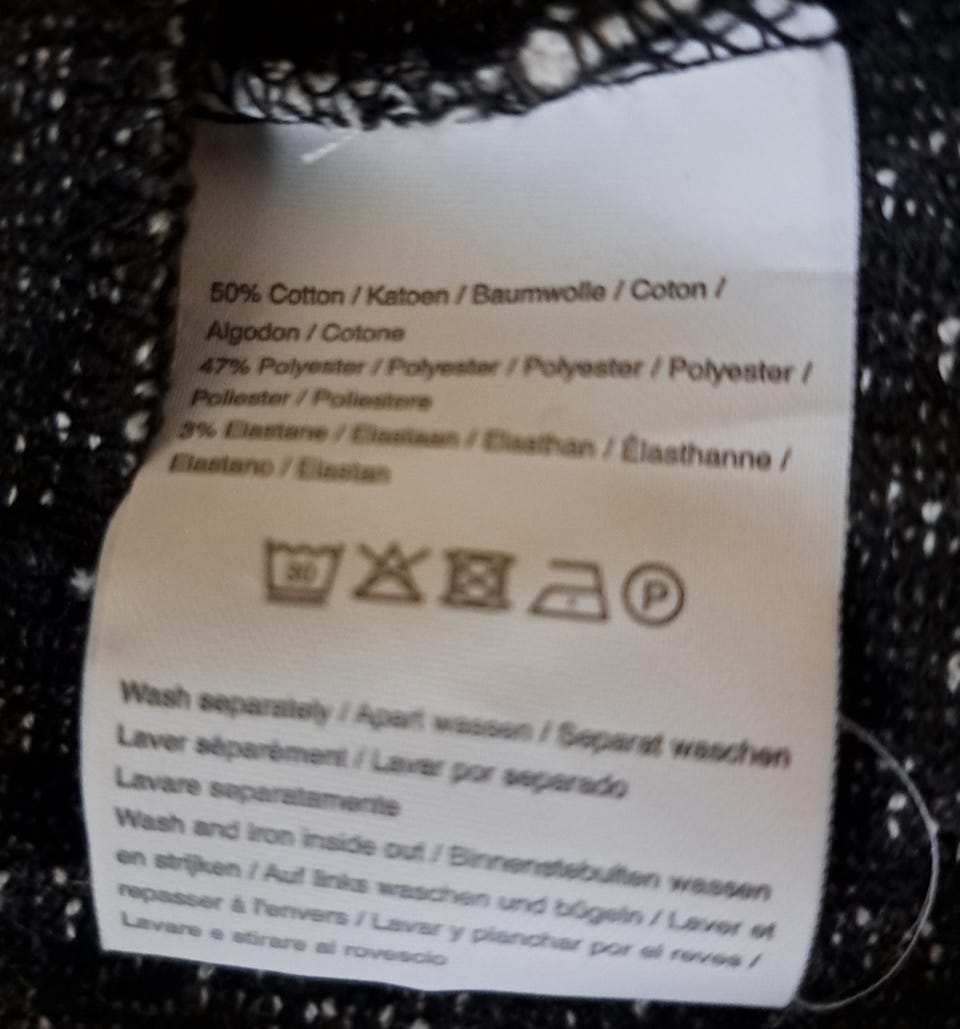 50% Cotton / Katoen / Baumwolle / Coton /
Algodon / Cotone
47% Polyester / Polyester / Polyester / Polyester /
Poliester / Poliestere
3% Elastane / Elastaan / Elasthan / Élasthanne /
Elastano / Elastan
30
P
Wash separately / Apart wassen / Separat waschen
Laver séparément / Lavar por separado
Lavare separatamente
Wash and iron inside out / Binnenstebuiten wassen
en strijken / Auf links waschen und bügeln / Laver et
repasser à l'envers / Lavar y planchar por el reves /
Lavare e stirare al rovescio